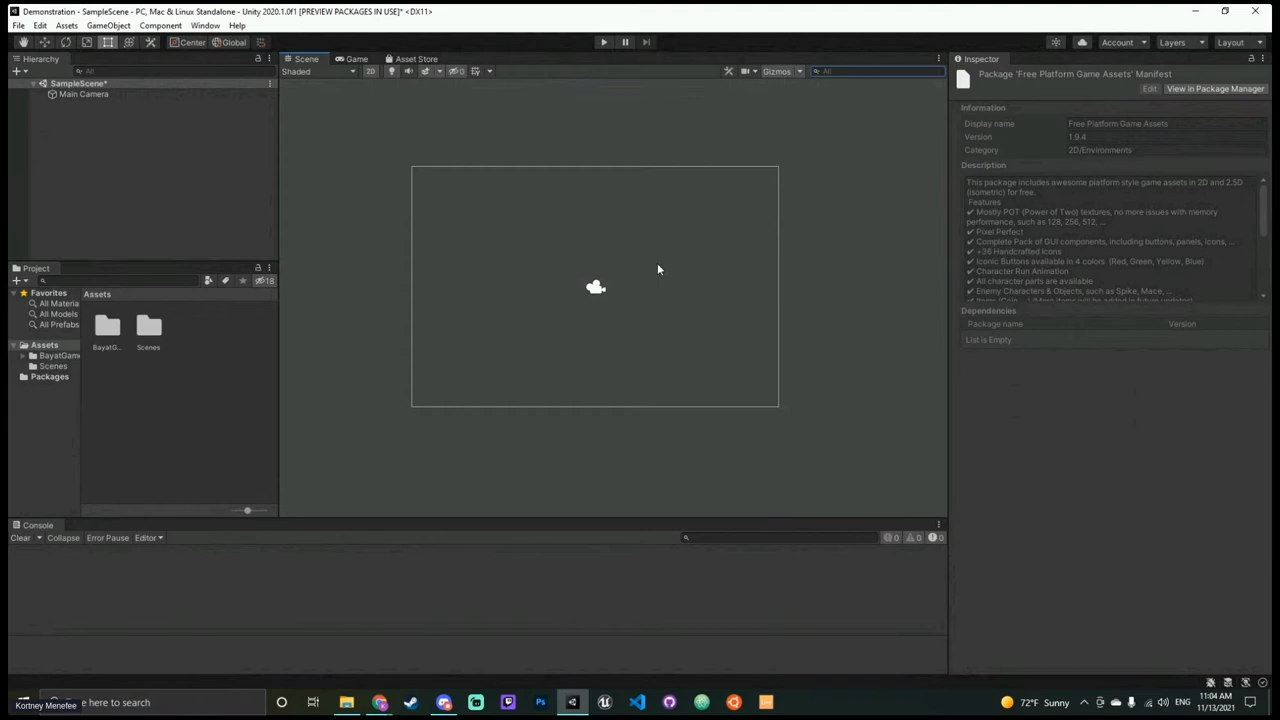 Demonstration - SampleScene - PC, Mac & Linux Standalone - Unity 2020.1.0f1 [PREVIEW PACKAGES IN USE]* <DX11>
File Edit Assets GameObject Component Window Help
Center Global Account Layers Layout
Hierarchy
All
SampleScene*
Main Camera
Scene Game Asset Store
Shaded 2D 0 Gizmos All
Inspector
Package 'Free Platform Game Assets' Manifest
Edit View in Package Manager
Information
Display name Free Platform Game Assets
Version 1.9.4
Category 2D/Environments
Description
This package includes awesome platform style game assets in 2D and 2.5D
(isometric) for free.
Features
✔ Mostly POT (Power of Two) textures, no more issues with memory
performance, such as 128, 256, 512, ...
✔ Pixel Perfect
✔ Complete Pack of GUI components, including buttons, panels, icons, ...
✔ +36 Handcrafted Icons
✔ Iconic Buttons available in 4 colors (Red, Green, Yellow, Blue)
✔ Character Run Animation
✔ All character parts are available
✔ Enemy Characters & Objects, such as Spike, Mace, ...
Dependencies
Package name Version
List is Empty
Project
18
Favorites
All Materia
All Models
All Prefabs
Assets
BayatGam
Scenes
Packages
Assets
BayatG... Scenes
Console
Clear Collapse Error Pause Editor 0 0 0
Kortney Menefee
here to search
Ps
72°F Sunny
ENG
11:04 AM
11/13/2021